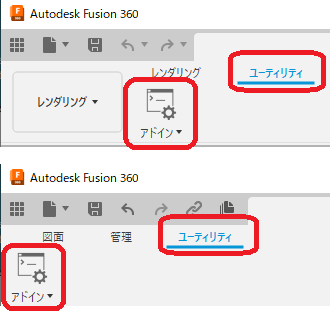 Autodesk Fusion 360
レンダリング
ユーティリティ
レンダリング
アドイン
Autodesk Fusion 360
図面
管理
ユーティリティ
アドイン